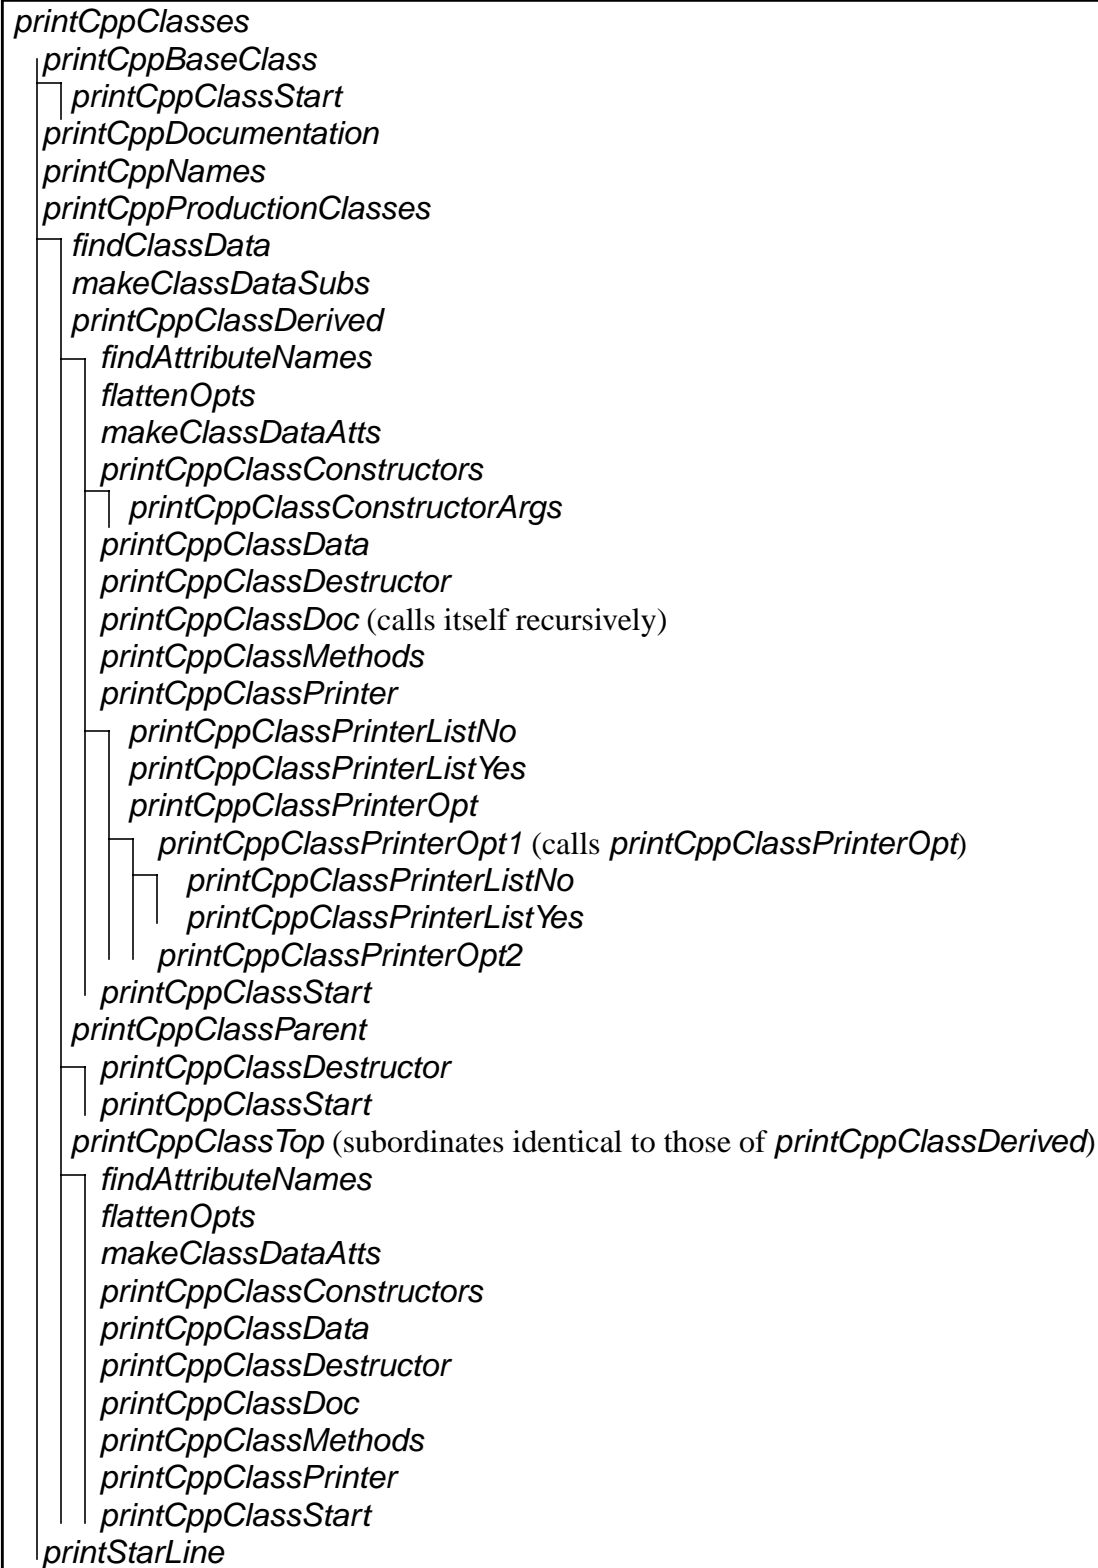 printCppClasses
printCppBaseClass
printCppClassStart
printCppDocumentation
printCppNames
printCppProductionClasses
findClassData
makeClassDataSubs
printCppClassDerived
findAttributeNames
flattenOpts
makeClassDataAtts
printCppClassConstructors
printCppClassConstructorArgs
printCppClassData
printCppClassDestructor
printCppClassDoc (calls itself recursively)
printCppClassMethods
printCppClassPrinter
printCppClassPrinterListNo
printCppClassPrinterListYes
printCppClassPrinterOpt
printCppClassPrinterOpt1 (calls printCppClassPrinterOpt)
printCppClassPrinterListNo
printCppClassPrinterListYes
printCppClassPrinterOpt2
printCppClassStart
printCppClassParent
printCppClassDestructor
printCppClassStart
printCppClassTop (subordinates identical to those of printCppClassDerived)
findAttributeNames
flattenOpts
makeClassDataAtts
printCppClassConstructors
printCppClassData
printCppClassDestructor
printCppClassDoc
printCppClassMethods
printCppClassPrinter
printCppClassStart
printStarLine